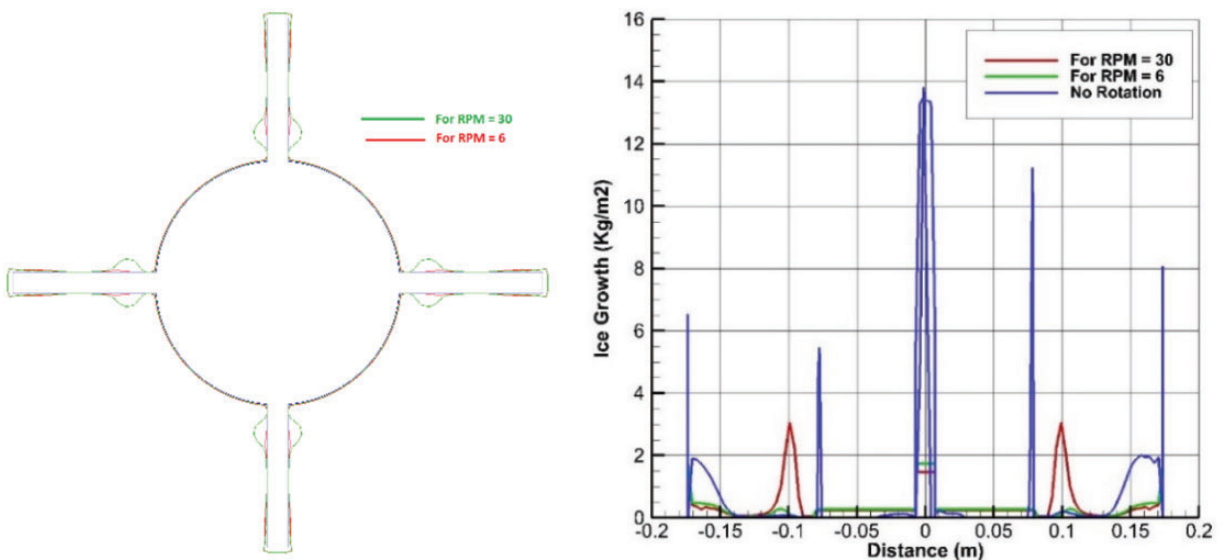 For RPM = 30
For RPM = 6
16
14
12
10
8
6
4
2
0
Ice Growth (Kg/m2)
For RPM = 30
For RPM = 6
No Rotation
-0.2 -0.15 -0.1 -0.05 0 0.05 0.1 0.15 0.2
Distance (m)